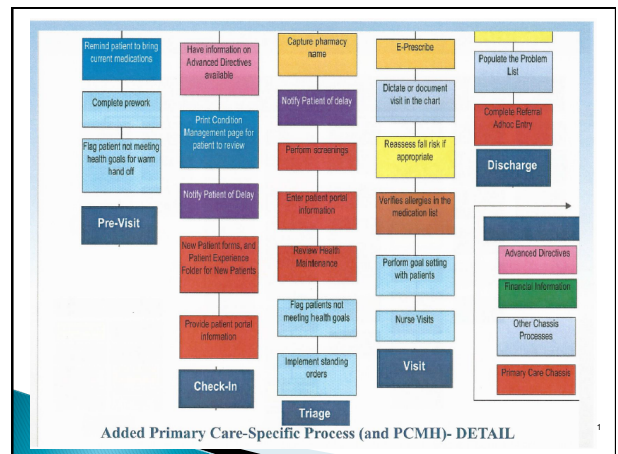 Remind patient to bring
current medications
Complete prework
Flag patient not meeting
health goals for warm
hand off
Pre-Visit
Have information on
Advanced Directives
available
Print Condition
Management page for
patient to review
Notify Patient of Delay
New Patient forms, and
Patient Experience
Folder for New Patients
Provide patient portal
information
Check-In
Capture pharmacy
name
Notify Patient of delay
Perform screenings
Enter patient portal
information
Review Health
Maintenance
Flag patients not
meeting health goals
Implement standing
orders
Triage
E-Prescribe
Dictate or document
visit in the chart
Reassess fall risk if
appropriate
Verifies allergies in the
medication list
Perform goal setting
with patients
Nurse Visits
Visit
Populate the Problem
List
Complete Referral
Adhoc Entry
Discharge
Advanced Directives
Financial Information
Other Chassis
Processes
Primary Care Chassis
Added Primary Care-Specific Process (and PCMH)- DETAIL
1